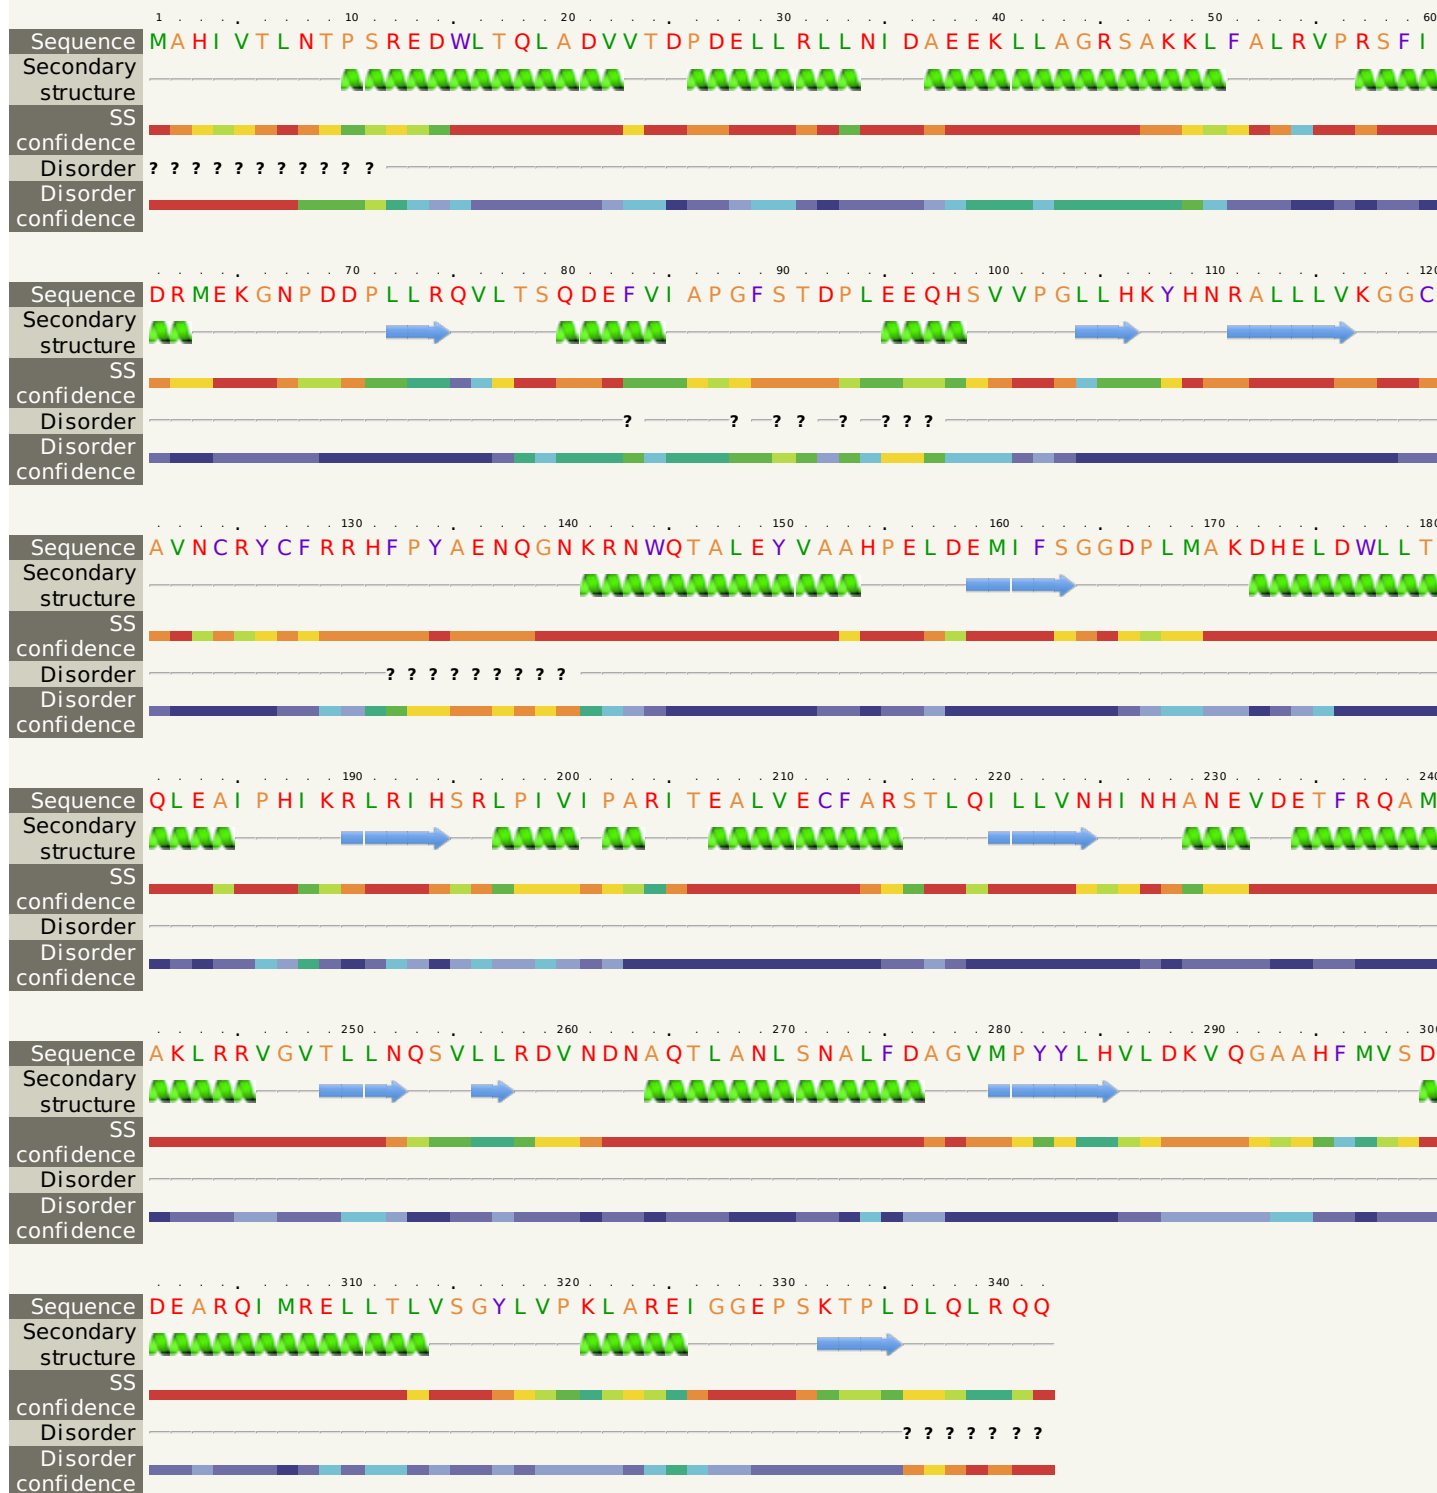 1 . . . . . . . . 10 . . . . . . . . . 20 . . . . . . . . . 30 . . . . . . . . . 40 . . . . . . . . . 50 . . . . . . . . . 60
Sequence MAHIVTLNTPSREDWLTQLADVVTDPDELLRLLNIDAEEKLLAGRSAKKLFALRVPRSFI
Secondary
structure
SS
confidence
Disorder ? ? ? ? ? ? ? ? ? ? ?
Disorder
confidence
. . . . . . . . . 70 . . . . . . . . . 80 . . . . . . . . . 90 . . . . . . . . . 100 . . . . . . . . . 110 . . . . . . . . . 120
Sequence DRMEKGNPDDPLLRQVLTSQDEFVIAPGFSTDPLEEQHSVVPGLLHKYHNRALLLVKGGC
Secondary
structure
SS
confidence
Disorder ? ? ? ? ? ? ? ?
Disorder
confidence
. . . . . . . . . 130 . . . . . . . . . 140 . . . . . . . . . 150 . . . . . . . . . 160 . . . . . . . . . 170 . . . . . . . . . 180
Sequence AVNCRYCFRRHFPYAENQGNKRNWQTALEYVAAHPELDEMIFSGGDPLMAKDHELDWLLT
Secondary
structure
SS
confidence
Disorder ? ? ? ? ? ? ? ? ?
Disorder
confidence
. . . . . . . . . 190 . . . . . . . . . 200 . . . . . . . . . 210 . . . . . . . . . 220 . . . . . . . . . 230 . . . . . . . . . 240
Sequence QLEAIPHIKRLRIHSRLPIVIPARITEALVECFARSTLQILLVNHINHANEVDETFRQAM
Secondary
structure
SS
confidence
Disorder
Disorder
confidence
. . . . . . . . . 250 . . . . . . . . . 260 . . . . . . . . . 270 . . . . . . . . . 280 . . . . . . . . . 290 . . . . . . . . . 300
Sequence AKLRRVGVTLLNQSVLLRDVNDNAQTLANLSNALFDAGVMPYYLHVLDKVQGAAHFMVSD
Secondary
structure
SS
confidence
Disorder
Disorder
confidence
. . . . . . . . . 310 . . . . . . . . . 320 . . . . . . . . . 330 . . . . . . . . . 340 . .
Sequence DEARQIMRELLTLVSGYLVPKLAREIGGEPSKTPLDLQLRQQ
Secondary
structure
SS
confidence
Disorder ? ? ? ? ? ? ?
Disorder
confidence